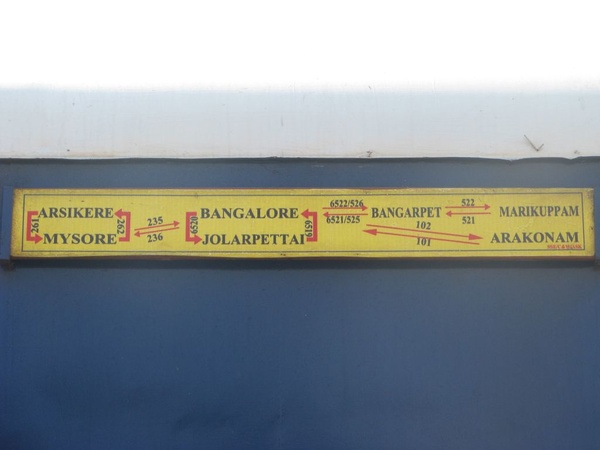 ARSIKERE 261 262 MYSORE
235
236
BANGALORE 6520 6519 JOLARPETTAI
6522/526
6521/525
BANGARPET
522
521
MARIKUPPAM
102
101
ARAKONAM